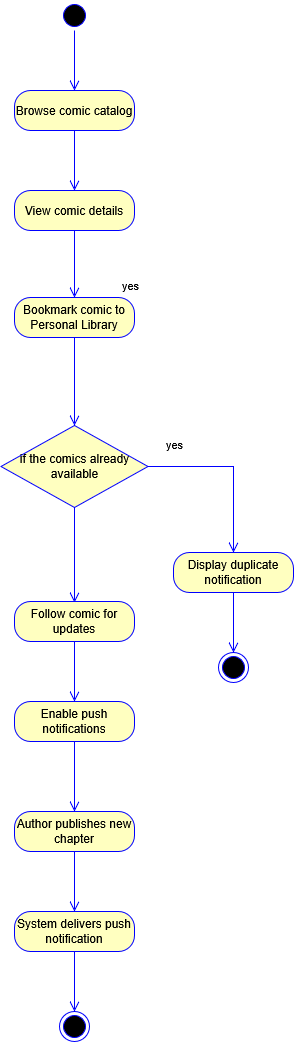 Browse comic catalog
View comic details
yes
Bookmark comic to
Personal Library
If the comics already
available
yes
Display duplicate
notification
Follow comic for
updates
Enable push
notifications
Author publishes new
chapter
System delivers push
notification